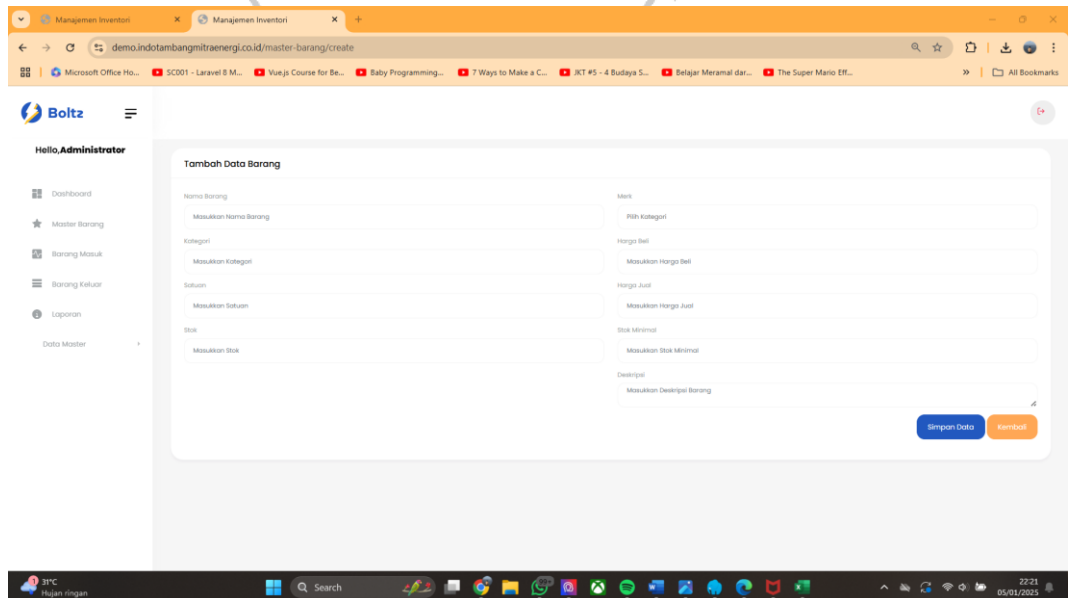 Manajemen Inventori
Manajemen Inventori
demo.indotambangmitraenergi.co.id/master-barang/create
Microsoft Office Ho...
SC001 - Laravel 8 M...
Vue.js Course for Be...
Baby Programming...
7 Ways to Make a C...
JKT #5 - 4 Budaya S...
Belajar Meramal dar...
The Super Mario Eff...
All Bookmarks
Boltz
Hello,Administrator
Dashboard
Master Barang
Barang Masuk
Barang Keluar
Laporan
Data Master
Tambah Data Barang
Nama Barang
Masukkan Nama Barang
Merk
Pilih Kategori
Kategori
Masukkan Kategori
Harga Beli
Masukkan Harga Beli
Satuan
Masukkan Satuan
Harga Jual
Masukkan Harga Jual
Stok
Masukkan Stok
Stok Minimal
Masukkan Stok Minimal
Deskripsi
Masukkan Deskripsi Barang
Simpan Data
Kembali
1
31°C
Hujan ringan
Search
22:21
05/01/2025